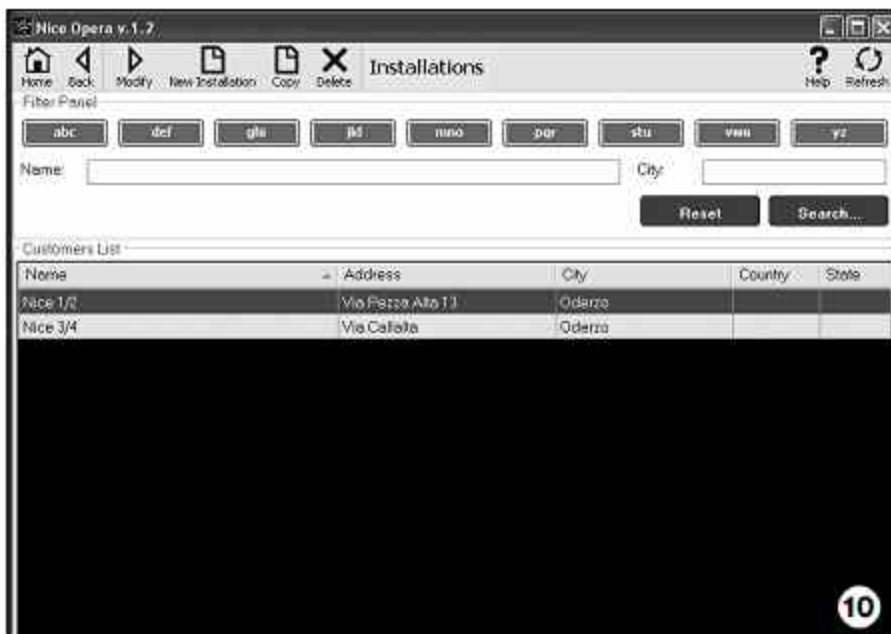 Nice Opera v.1.2
Home Back Modify New Installation Copy Delete Installations Help Refresh
Filter Panel
abc def ghi jkl mno pqr stu vwx yz
Name: City:
Reset Search...
Customers List
Name Address City Country State
Nice 1/2 Via Pezza Alta 13 Oderzo
Nice 3/4 Via Callalta Oderzo
10